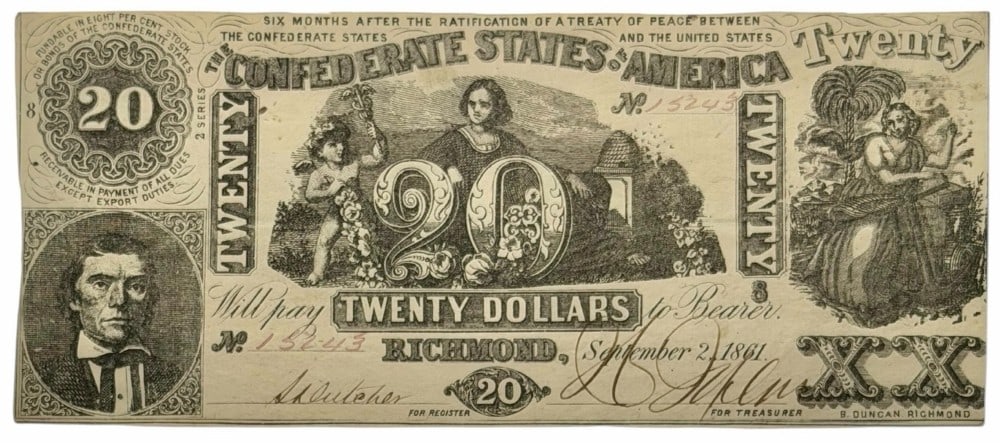 FUNDABLE IN EIGHT PER CENT STOCK
OR BONDS OF THE CONFEDERATE STATES
20
RECEIVABLE IN PAYMENT OF ALL DUES
EXCEPT EXPORT DUTIES
8
2 SERIES
SIX MONTHS AFTER THE RATIFICATION OF A TREATY OF PEACE BETWEEN
THE CONFEDERATE STATES AND THE UNITED STATES
THE CONFEDERATE STATES OF AMERICA
Twenty
No. 15243
TWENTY
20
TWENTY
8
Will pay TWENTY DOLLARS to Bearer.
No. 15243
RICHMOND, September 2, 1861.
XX
20
FOR REGISTER
FOR TREASURER
B. DUNCAN, RICHMOND